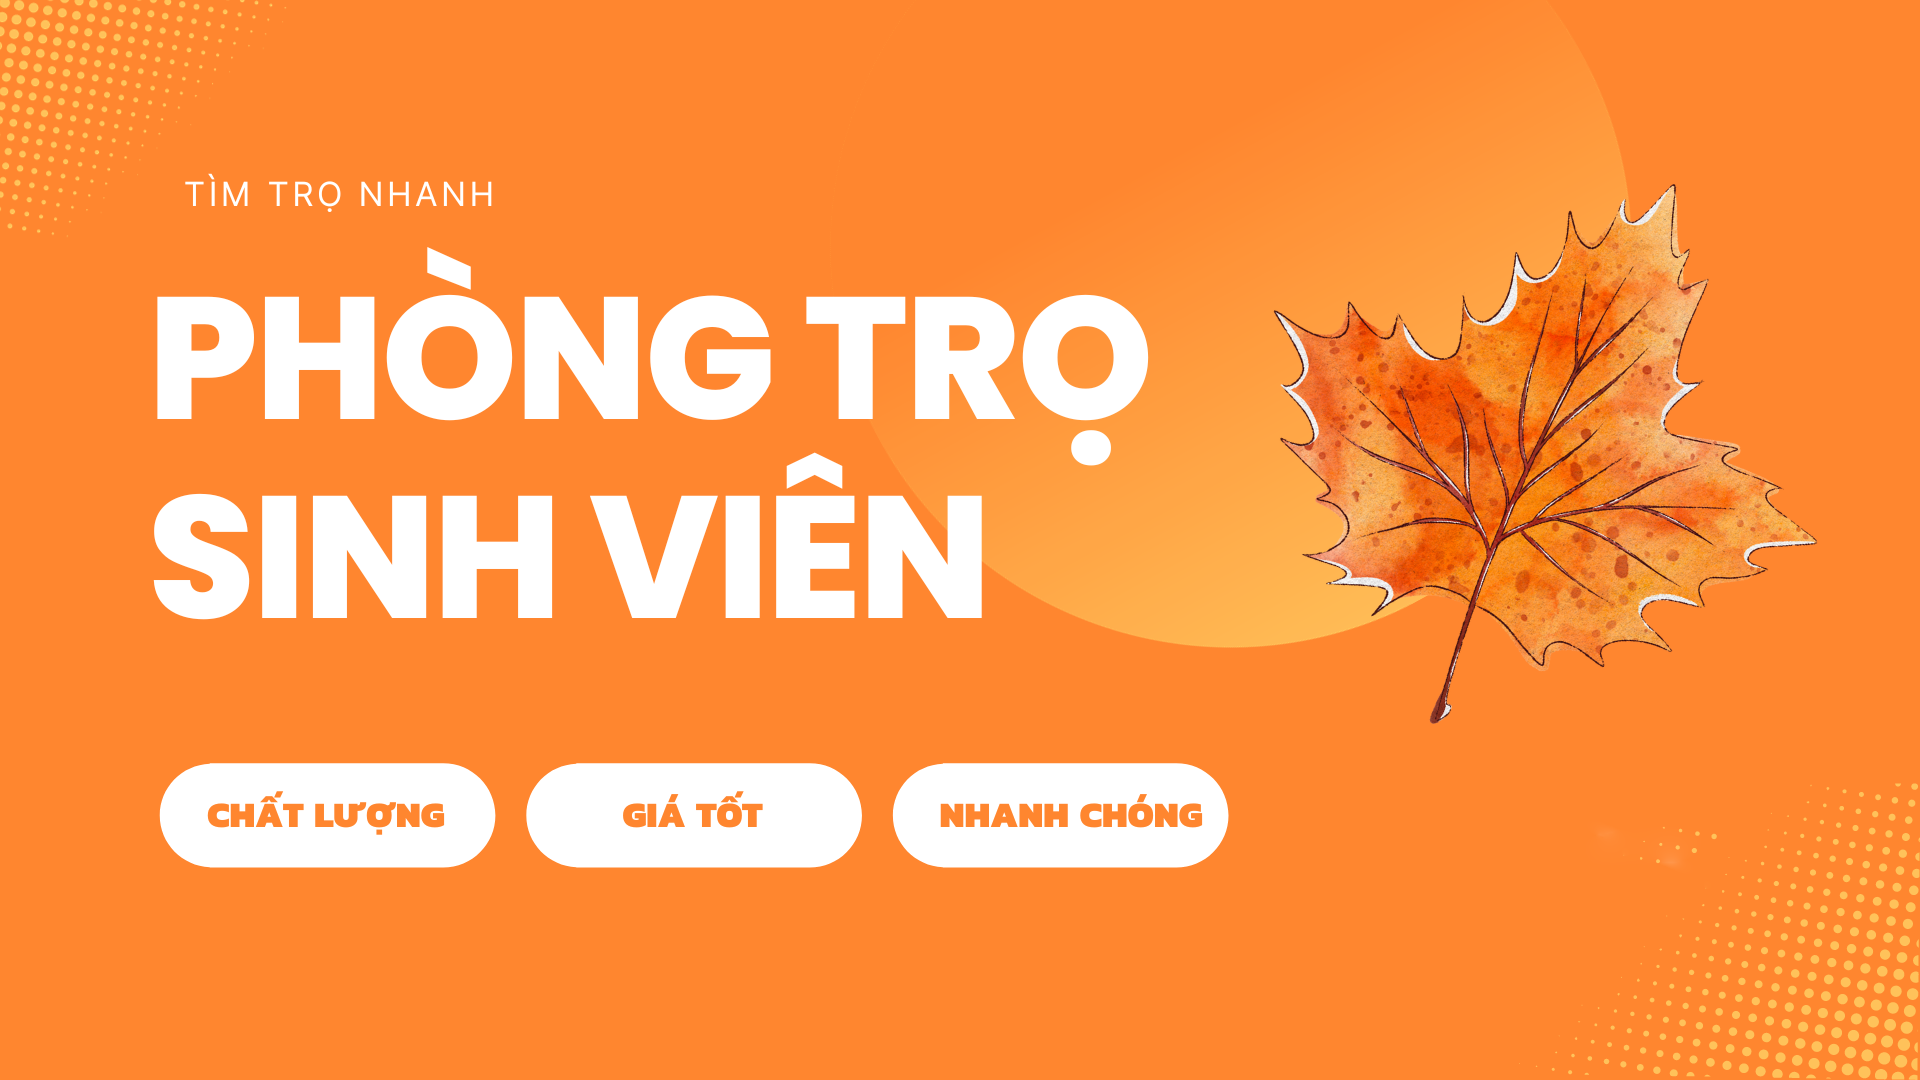 TÌM TRỌ NHANH
PHÒNG TRỌ
SINH VIÊN
CHẤT LƯỢNG
GIÁ TỐT
NHANH CHÓNG